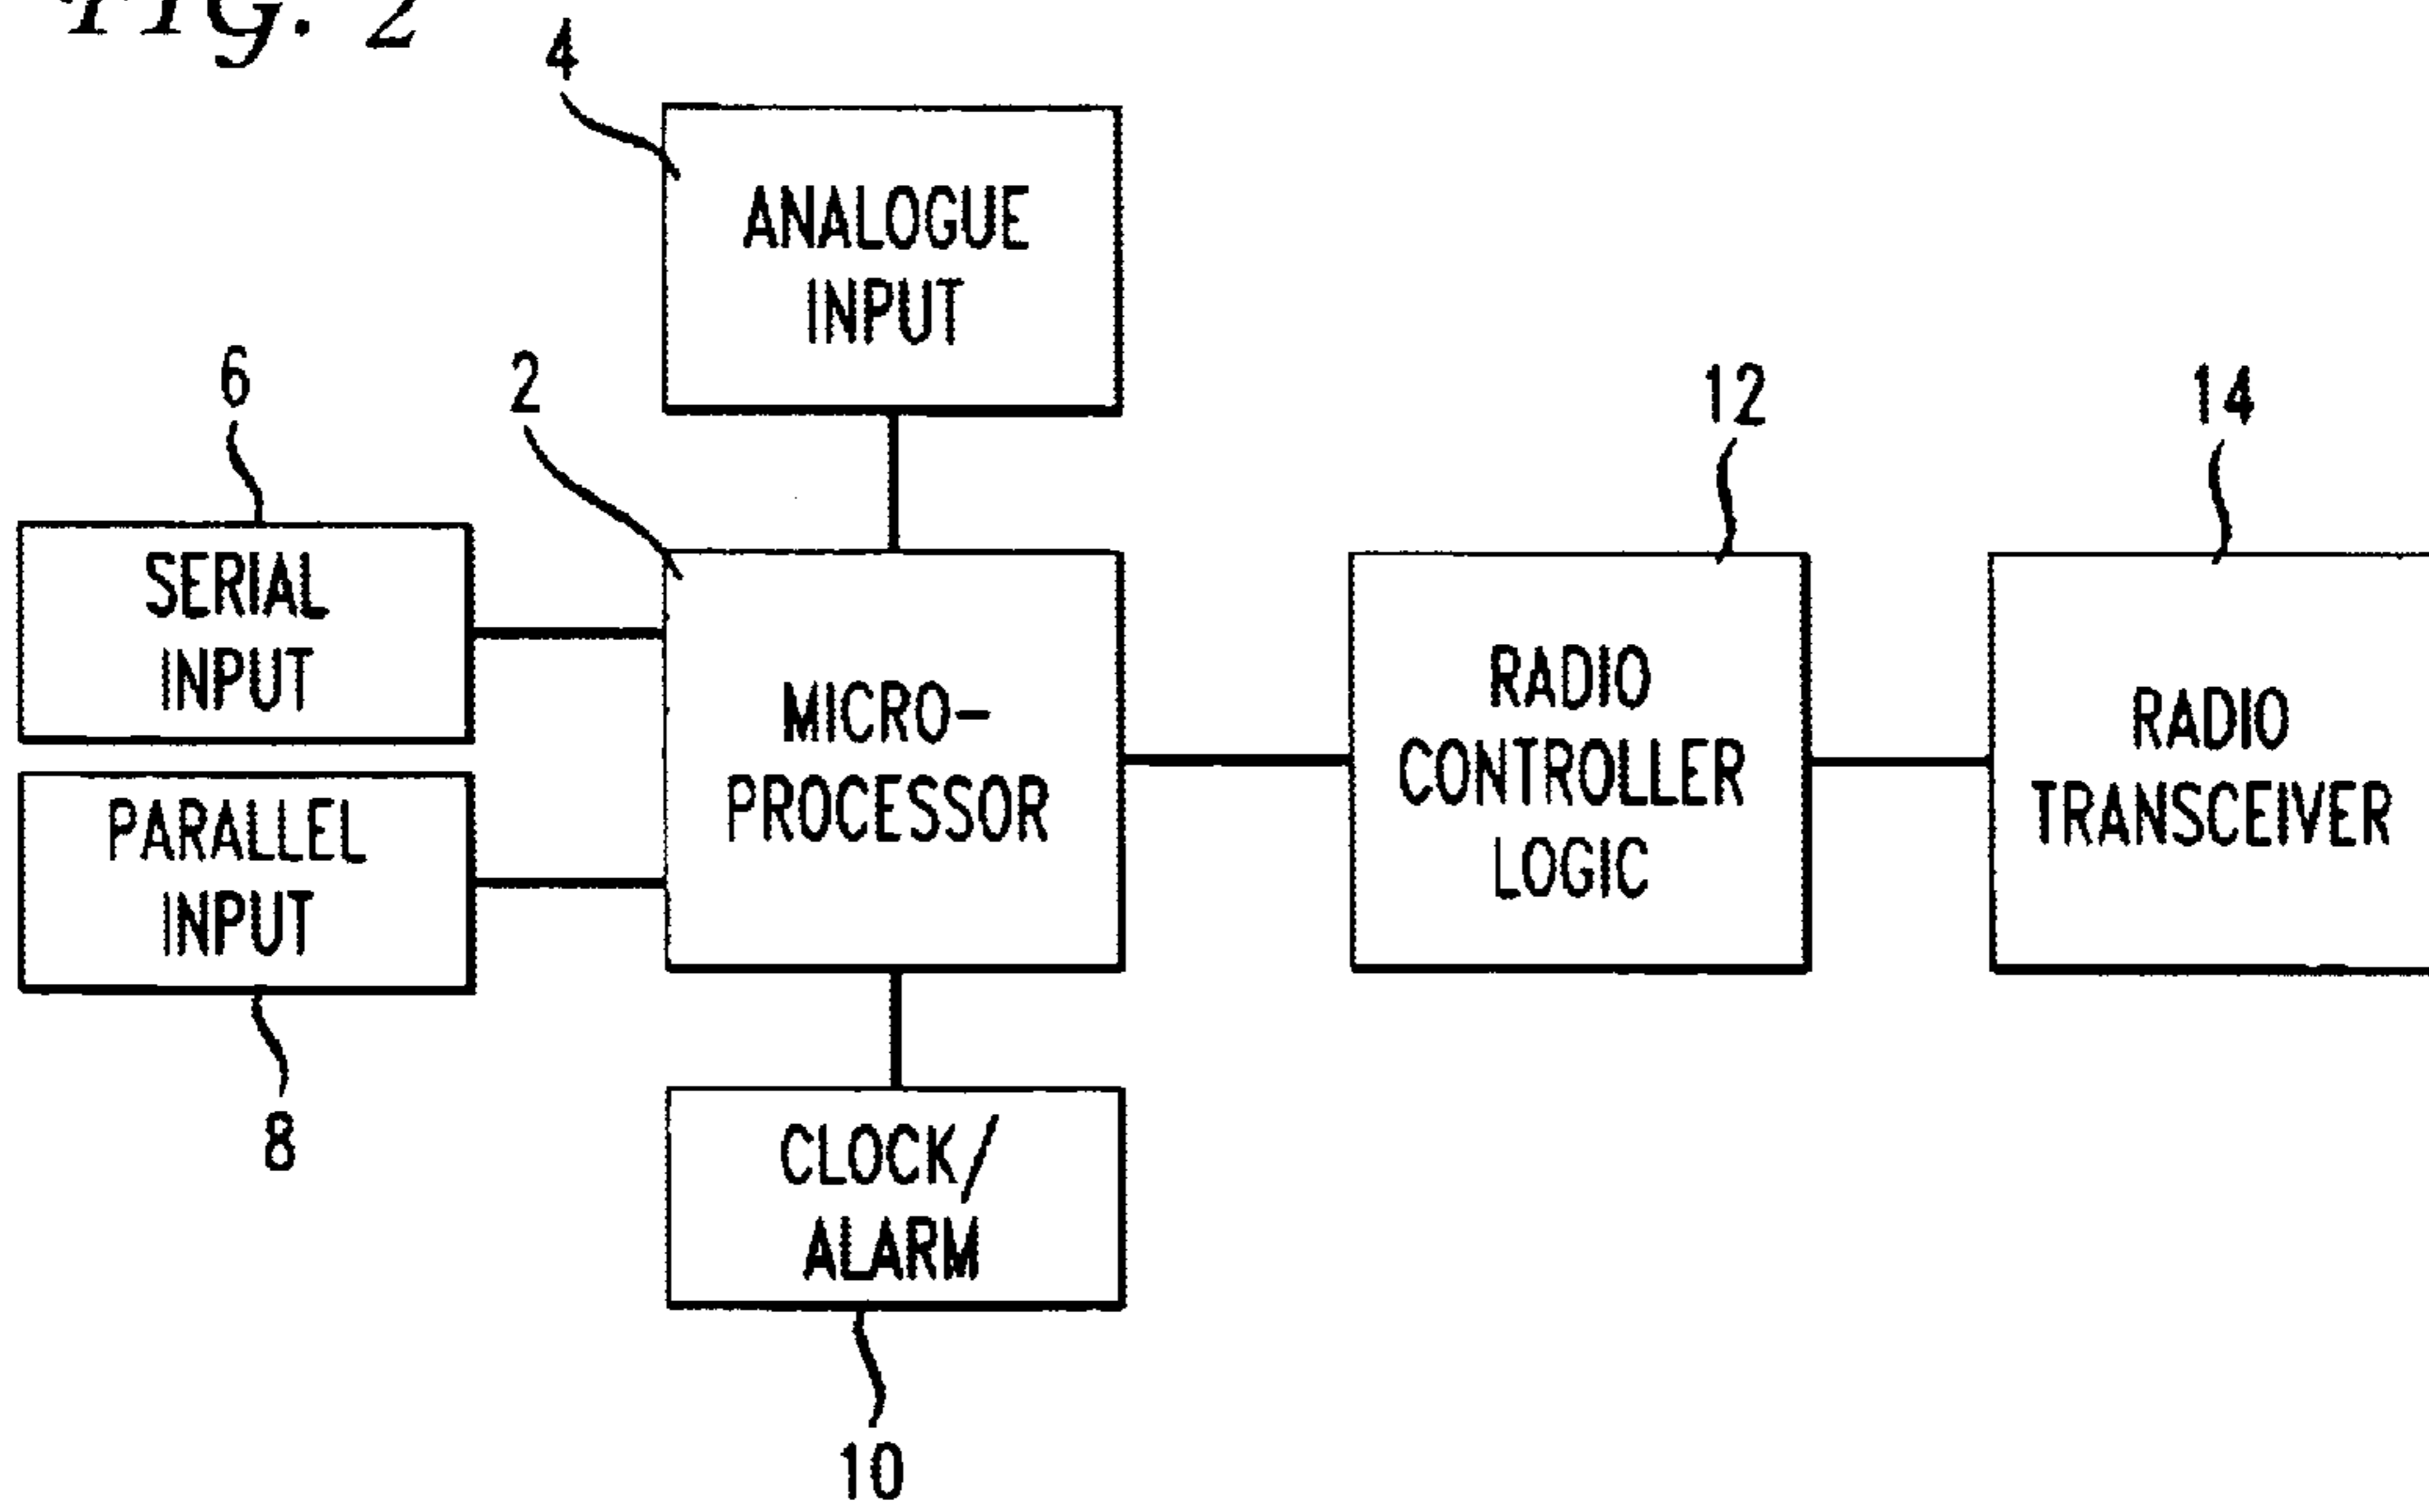 FIG. 2
4
ANALOGUE
INPUT
6
2
12
14
SERIAL
INPUT
MICRO-
PROCESSOR
RADIO
CONTROLLER
LOGIC
RADIO
TRANSCEIVER
PARALLEL
INPUT
8
CLOCK/
ALARM
10